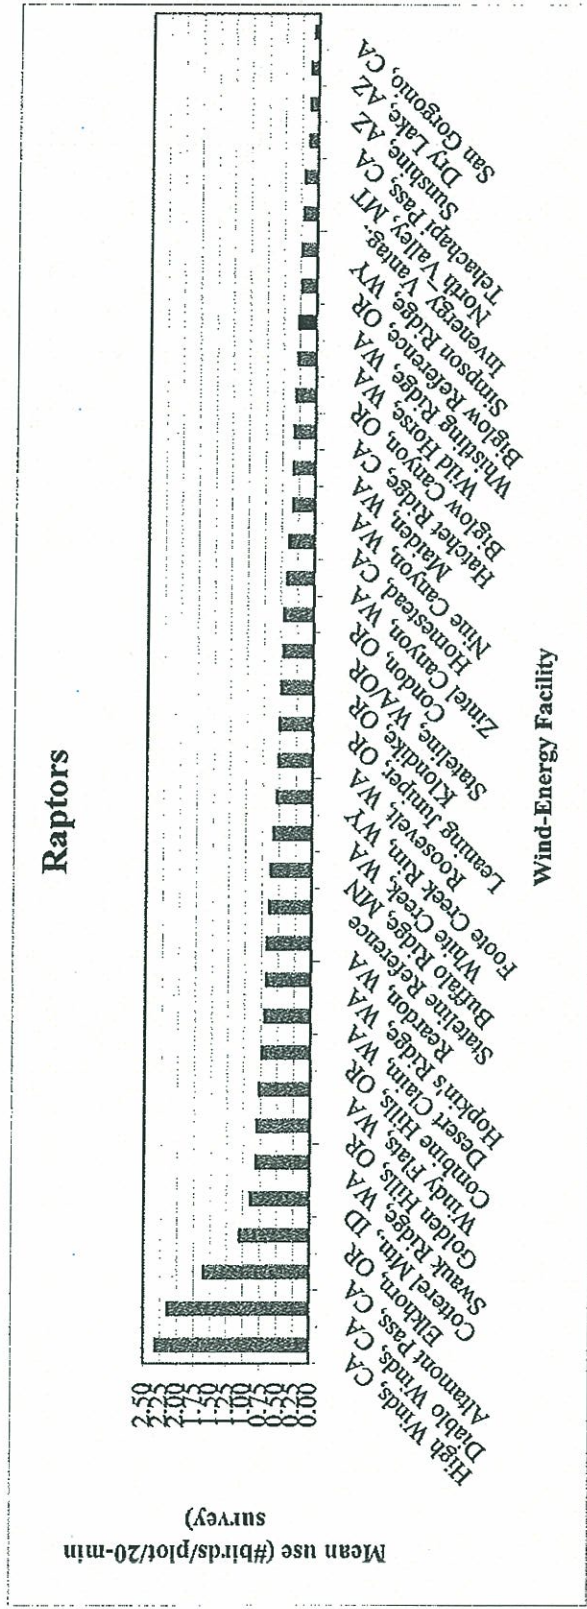 Raptors
Mean use (#birds/plot/20-min
survey)
2.50
2.25
2.00
1.75
1.50
1.25
1.00
0.75
0.50
0.25
0.00
High Winds, CA
Diablo Winds, CA
Altamont Pass, CA
Elkhorn, OR
Cotterel Mtn., ID
Swauk Ridge, WA
Golden Hills, OR
Windy Flats, WA
Combine Hills, OR
Desert Claim, WA
Hopkin's Ridge, WA
Reardon, WA
Stateline Reference
Buffalo Ridge, MN
White Creek, WA
Foote Creek Rim, WY
Roosevelt, WA
Leaning Juniper, OR
Klondike, OR
Stateline, WA/OR
Condon, OR
Zintel Canyon, WA
Homestead, CA
Nine Canyon, WA
Maiden, WA
Hatchet Ridge, CA
Biglow Canyon, OR
Wild Horse, WA
Whistling Ridge, WA
Biglow Reference, OR
Simpson Ridge, WY
Invenergy_Vantag.
North Valley, MT
Tehachapi Pass, CA
Sunshine, AZ
Dry Lake, AZ
San Gorgonio, CA
Wind-Energy Facility